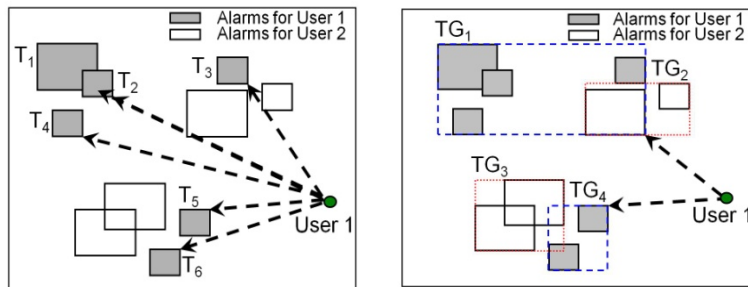 Alarms for User 1
Alarms for User 2
T1
T2
T3
T4
T5
T6
User 1
Alarms for User 1
Alarms for User 2
TG1
TG2
TG3
TG4
User 1